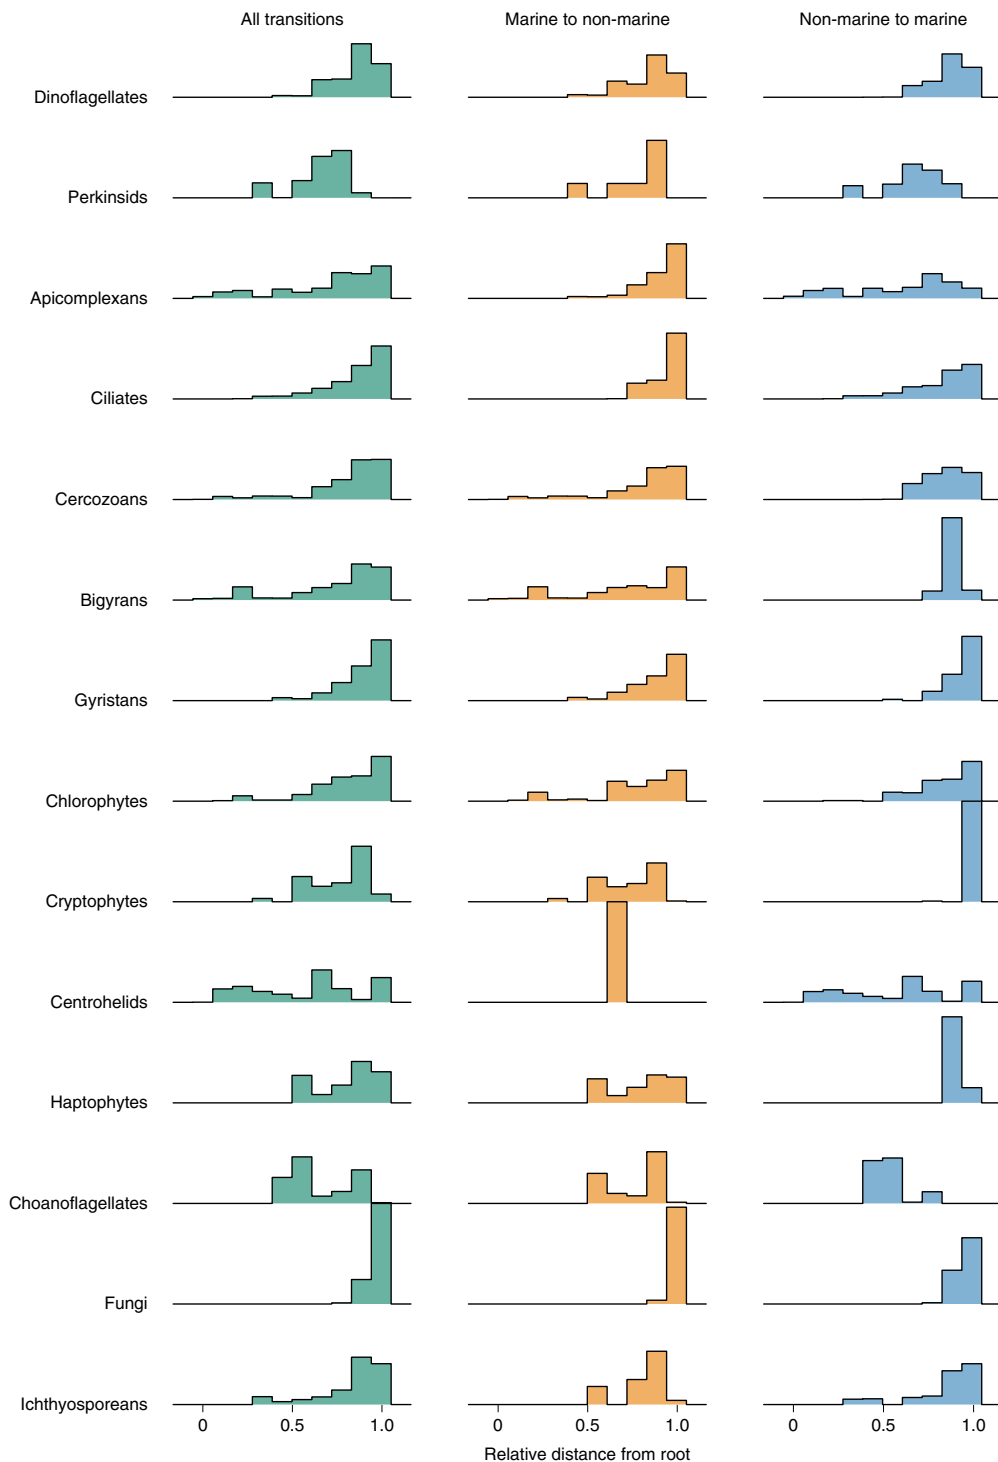 All transitions
Marine to non-marine
Non-marine to marine
Dinoflagellates
Perkinsids
Apicomplexans
Ciliates
Cercozoans
Bigyrans
Gyristans
Chlorophytes
Cryptophytes
Centrohelids
Haptophytes
Choanoflagellates
Fungi
Ichthyosporeans
0 0.5 1.0 0 0.5 1.0 0 0.5 1.0
Relative distance from root